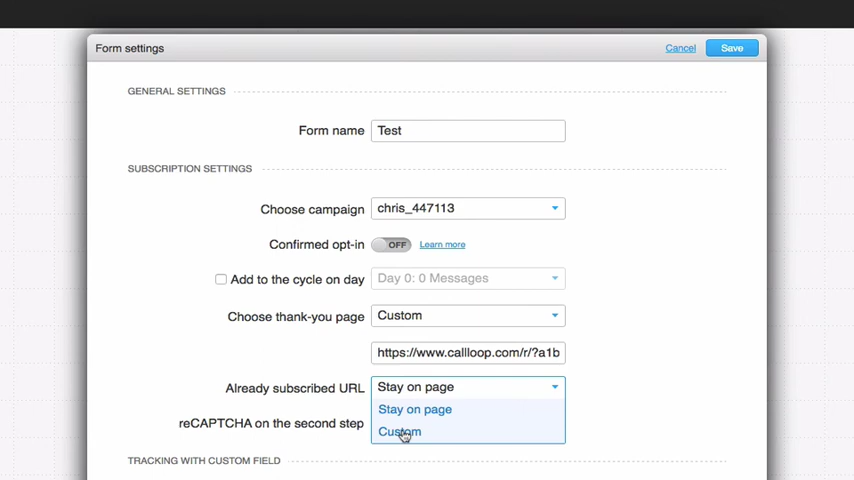 Form settings
Cancel
Save
GENERAL SETTINGS
Form name Test
SUBSCRIPTION SETTINGS
Choose campaign chris_447113
Confirmed opt-in OFF Learn more
Add to the cycle on day Day 0: 0 Messages
Choose thank-you page Custom
https://www.callloop.com/r/?a1b
Already subscribed URL Stay on page
Stay on page
reCAPTCHA on the second step
Custom
TRACKING WITH CUSTOM FIELD